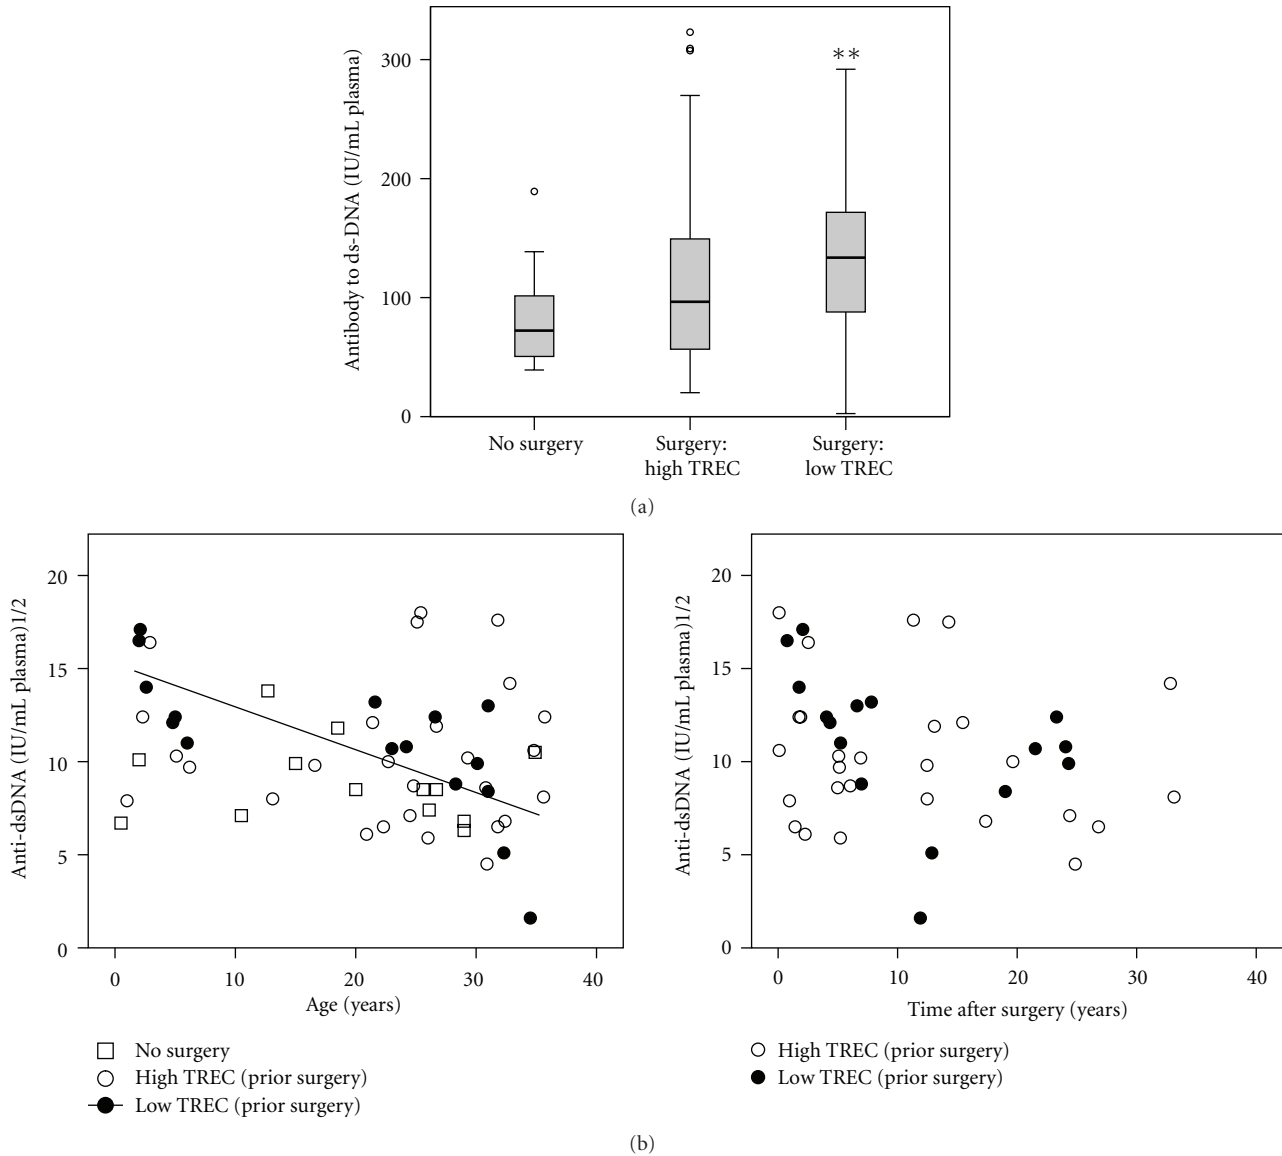 Antibody to ds-DNA (IU/mL plasma)
300
200
100
0
**
No surgery
Surgery:
high TREC
Surgery:
low TREC
(a)
Anti-dsDNA (IU/mL plasma)1/2
20
15
10
5
0
0 10 20 30 40
Age (years)
No surgery
High TREC (prior surgery)
Low TREC (prior surgery)
Anti-dsDNA (IU/mL plasma)1/2
20
15
10
5
0
0 10 20 30 40
Time after surgery (years)
High TREC (prior surgery)
Low TREC (prior surgery)
(b)